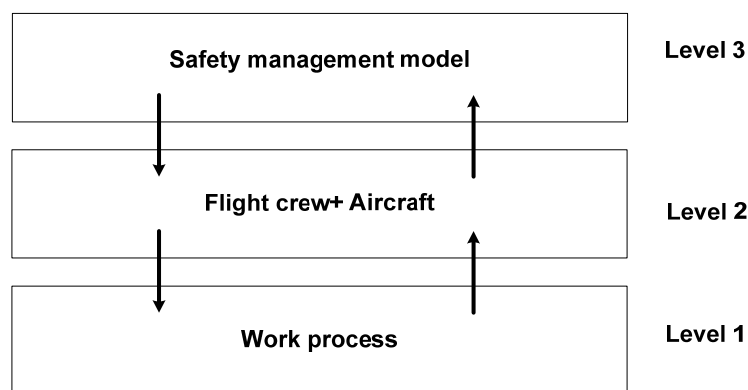 Safety management model
Level 3
Flight crew+ Aircraft
Level 2
Work process
Level 1